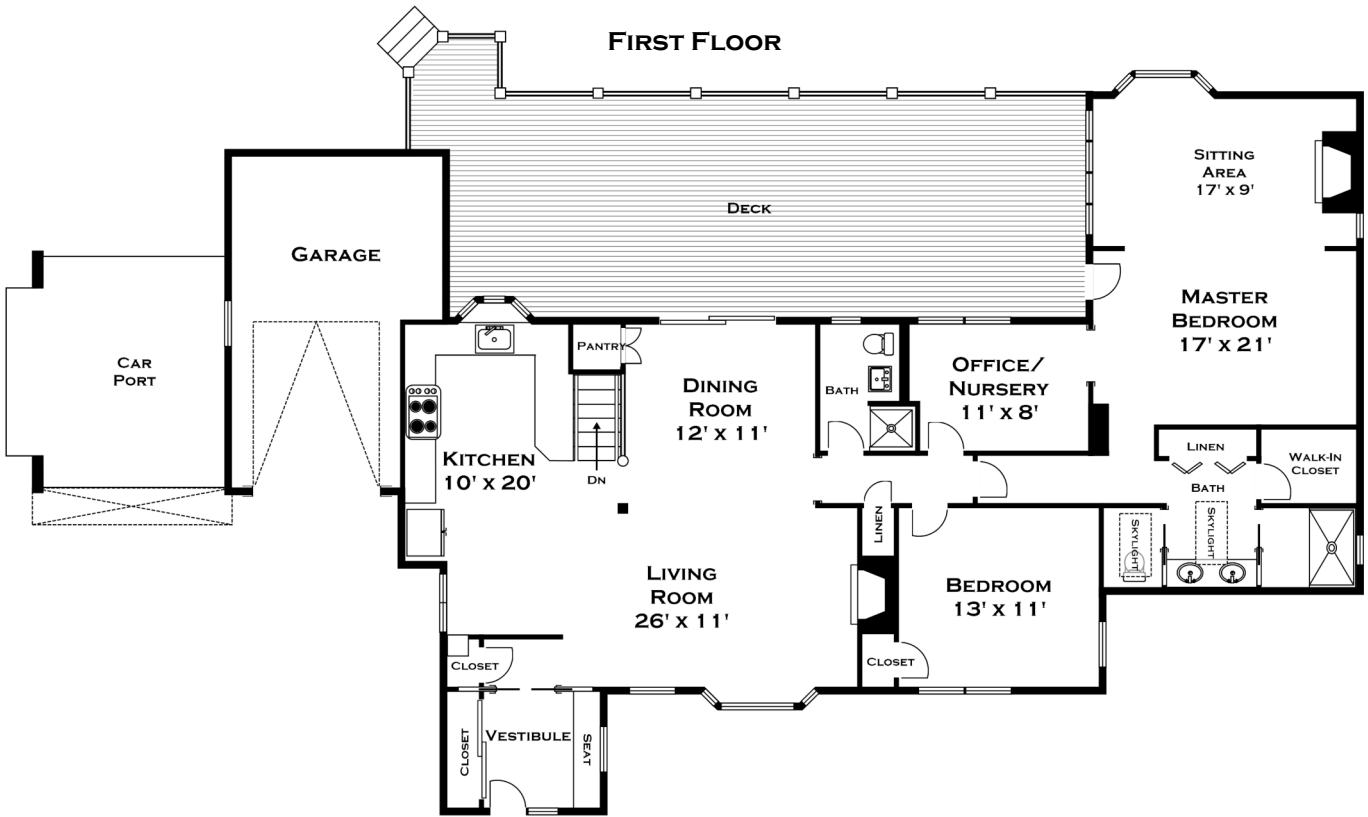 First Floor
Sitting
Area
17' x 9'
Deck
Garage
Master
Bedroom
17' x 21'
Car
Port
Pantry
Dining
Room
12' x 11'
Bath
Office/
Nursery
11' x 8'
Kitchen
10' x 20'
Dn
Linen
Walk-In
Closet
Bath
Linen
Skylight
Skylight
Living
Room
26' x 11'
Bedroom
13' x 11'
Closet
Closet
Closet
Vestibule
Seat